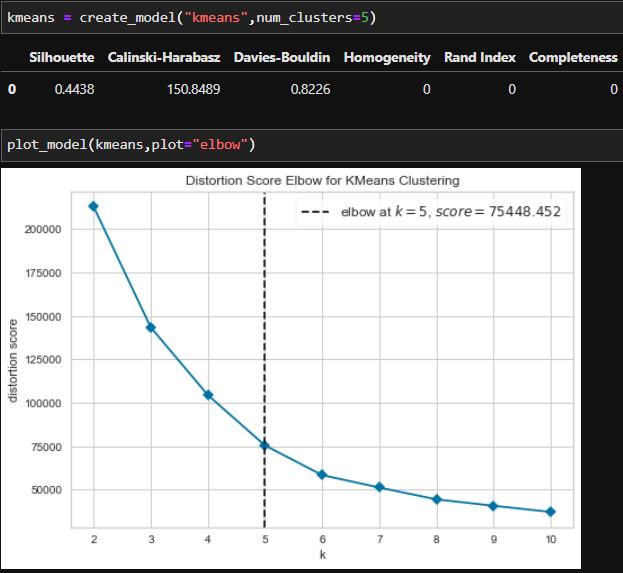 kmeans = create_model("kmeans",num_clusters=5)
Silhouette Calinski-Harabasz Davies-Bouldin Homogeneity Rand Index Completeness
0 0.4438 150.8489 0.8226 0 0 0
plot_model(kmeans,plot="elbow")
Distortion Score Elbow for KMeans Clustering
elbow at k = 5, score = 75448.452
200000
175000
150000
125000
100000
75000
50000
distortion score
2 3 4 5 6 7 8 9 10
k